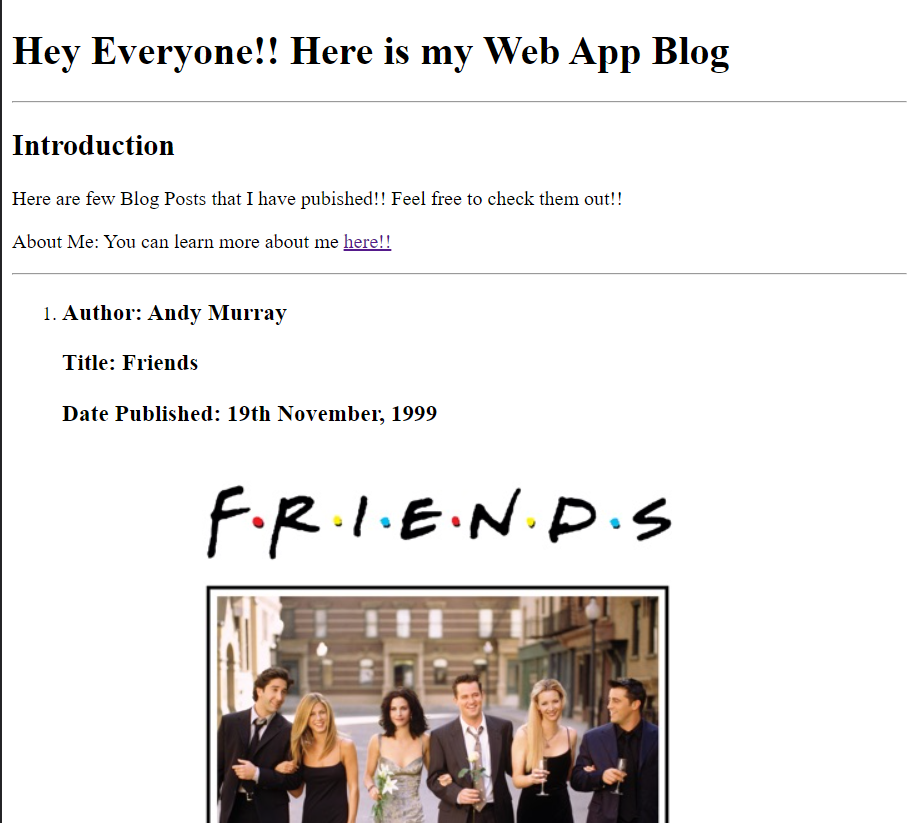 Hey Everyone!! Here is my Web App Blog
Introduction
Here are few Blog Posts that I have pubished!! Feel free to check them out!!
About Me: You can learn more about me here!!
1. Author: Andy Murray
Title: Friends
Date Published: 19th November, 1999
F·R·I·E·N·D·S